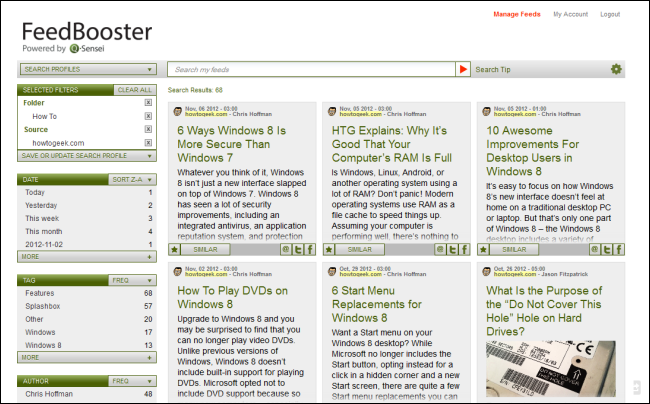 Manage Feeds
My Account
Logout
FeedBooster
Powered by Q-Sensei
SEARCH PROFILES
Search my feeds
Search Tip
SELECTED FILTERS
CLEAR ALL
Folder
How To
Source
howtogeek.com
SAVE OR UPDATE SEARCH PROFILE
DATE
SORT Z-A
Today 1
Yesterday 2
This week 3
This month 4
2012-11-02 1
MORE +
TAG
FREQ
Features 68
Splashbox 57
Other 20
Windows 17
Windows 8 13
MORE +
AUTHOR
FREQ
Chris Hoffman 48
Search Results: 68
Nov, 06 2012 - 03:00
howtogeek.com - Chris Hoffman
6 Ways Windows 8 Is
More Secure Than
Windows 7
Whatever you think of it, Windows
8 isn't just a new interface slapped
on top of Windows 7. Windows 8
has seen a lot of security
improvements, including an
integrated antivirus, an application
reputation system, and protection
SIMILAR
Nov, 05 2012 - 03:00
howtogeek.com - Chris Hoffman
HTG Explains: Why It's
Good That Your
Computer's RAM Is Full
Is Windows, Linux, Android, or
another operating system using a
lot of RAM? Don't panic! Modern
operating systems use RAM as a
file cache to speed things up.
Assuming your computer is
performing well, there's nothing to
SIMILAR
Nov, 05 2012 - 01:00
howtogeek.com - Chris Hoffman
10 Awesome
Improvements For
Desktop Users in
Windows 8
It's easy to focus on how Windows
8's new interface doesn't feel at
home on a traditional desktop PC
or laptop. But that's only one part
of Windows 8 – the Windows 8
desktop includes a variety of
SIMILAR
Nov, 02 2012 - 03:00
howtogeek.com - Chris Hoffman
How To Play DVDs on
Windows 8
Upgrade to Windows 8 and you
may be surprised to find that you
can no longer play video DVDs.
Unlike previous versions of
Windows, Windows 8 doesn't
include built-in support for playing
DVDs. Microsoft opted not to
include DVD support because so
Oct, 29 2012 - 03:00
howtogeek.com - Chris Hoffman
6 Start Menu
Replacements for
Windows 8
Want a Start menu on your
Windows 8 desktop? While
Microsoft no longer includes the
Start button, opting instead for a
click in a hidden corner and a new
Start screen, there are quite a few
Start menu replacements you can
Oct, 26 2012 - 03:00
howtogeek.com - Jason Fitzpatrick
What Is the Purpose of
the "Do Not Cover This
Hole" Hole on Hard
Drives?
DO NOT COVER
THIS HOLE